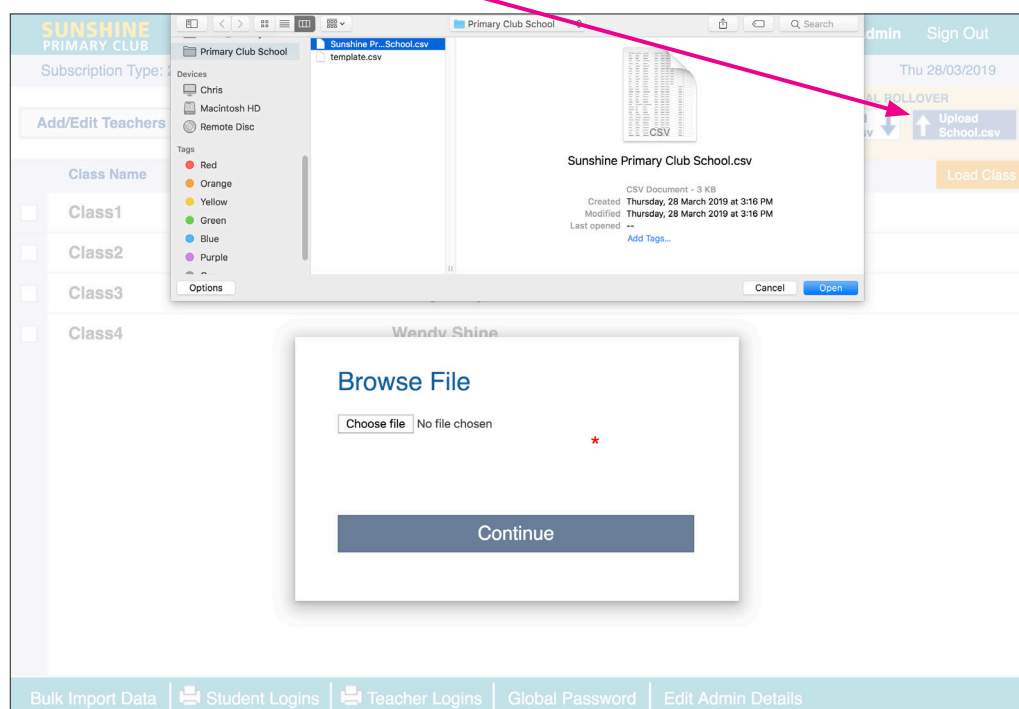 SUNSHINE
PRIMARY CLUB
Primary Club School
Search
dmin
Sign Out
Subscription Type:
Thu 28/03/2019
Primary Club School
Devices
Chris
Macintosh HD
Remote Disc
Tags
Red
Orange
Yellow
Green
Blue
Purple
Sunshine Pr...School.csv
template.csv
CSV
Sunshine Primary Club School.csv
CSV Document - 3 KB
Created Thursday, 28 March 2019 at 3:16 PM
Modified Thursday, 28 March 2019 at 3:16 PM
Last opened --
Add Tags...
Options
Cancel
Open
AL ROLLOVER
Add/Edit Teachers
sv
Upload
School.csv
Class Name
Load Class
Class1
Class2
Class3
Class4
Wendy Shine
Browse File
Choose file No file chosen
*
Continue
Bulk Import Data
Student Logins
Teacher Logins
Global Password
Edit Admin Details